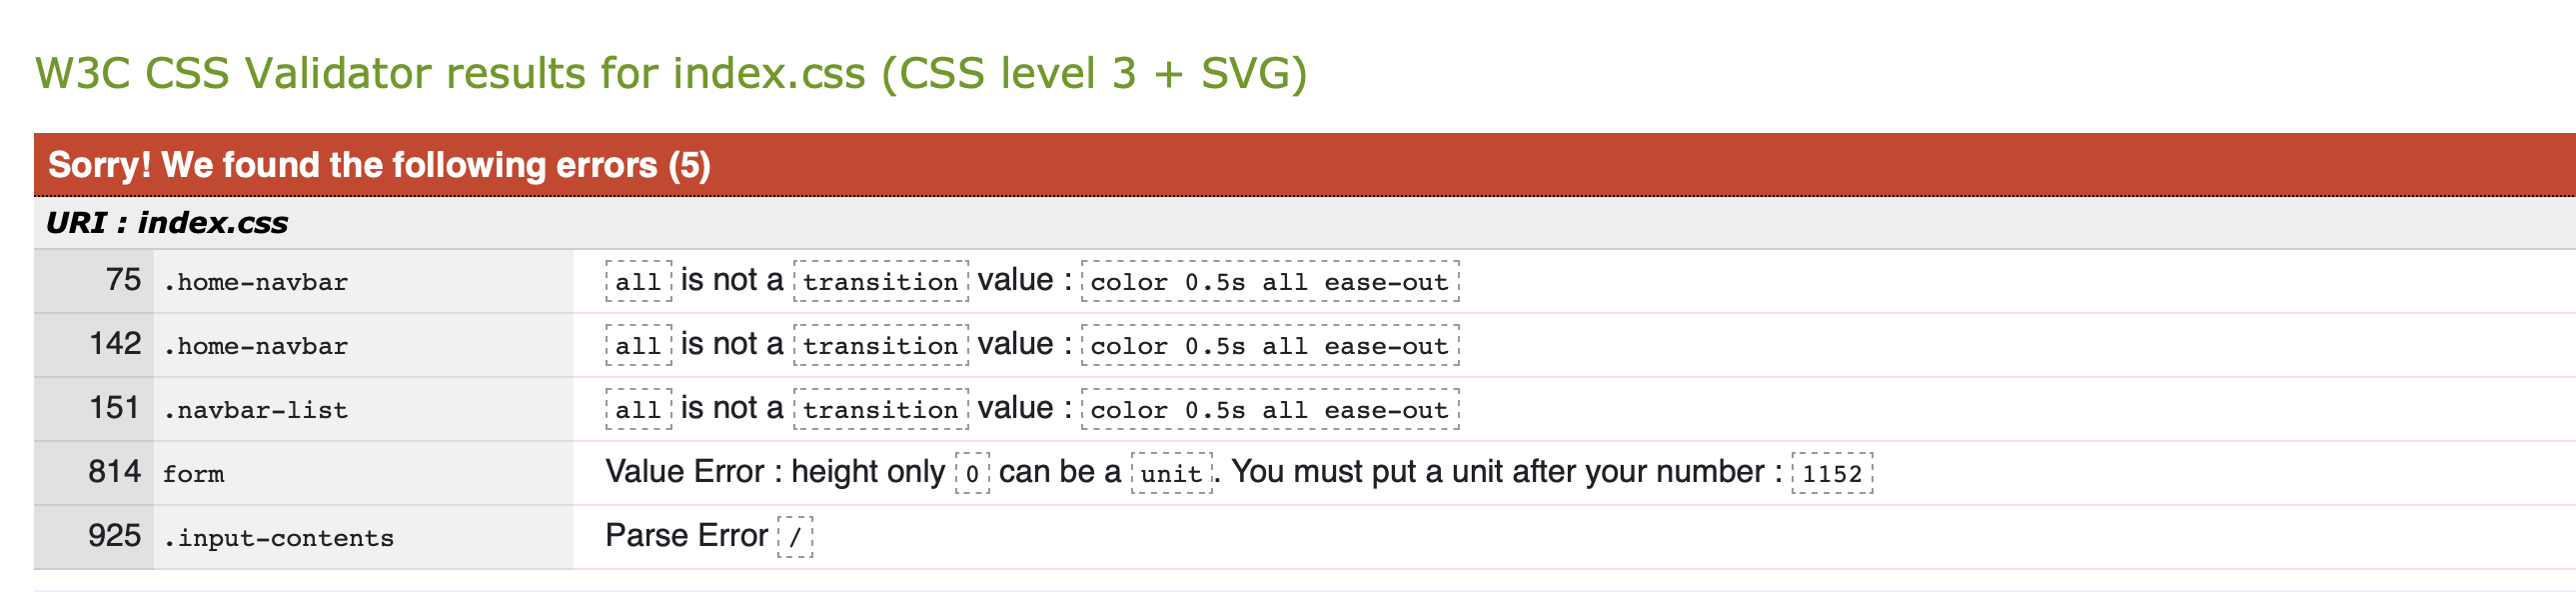 W3C CSS Validator results for index.css (CSS level 3 + SVG)
Sorry! We found the following errors (5)
URI : index.css
75 .home-navbar all is not a transition value : color 0.5s all ease-out
142 .home-navbar all is not a transition value : color 0.5s all ease-out
151 .navbar-list all is not a transition value : color 0.5s all ease-out
814 form Value Error : height only 0 can be a unit. You must put a unit after your number : 1152
925 .input-contents Parse Error /